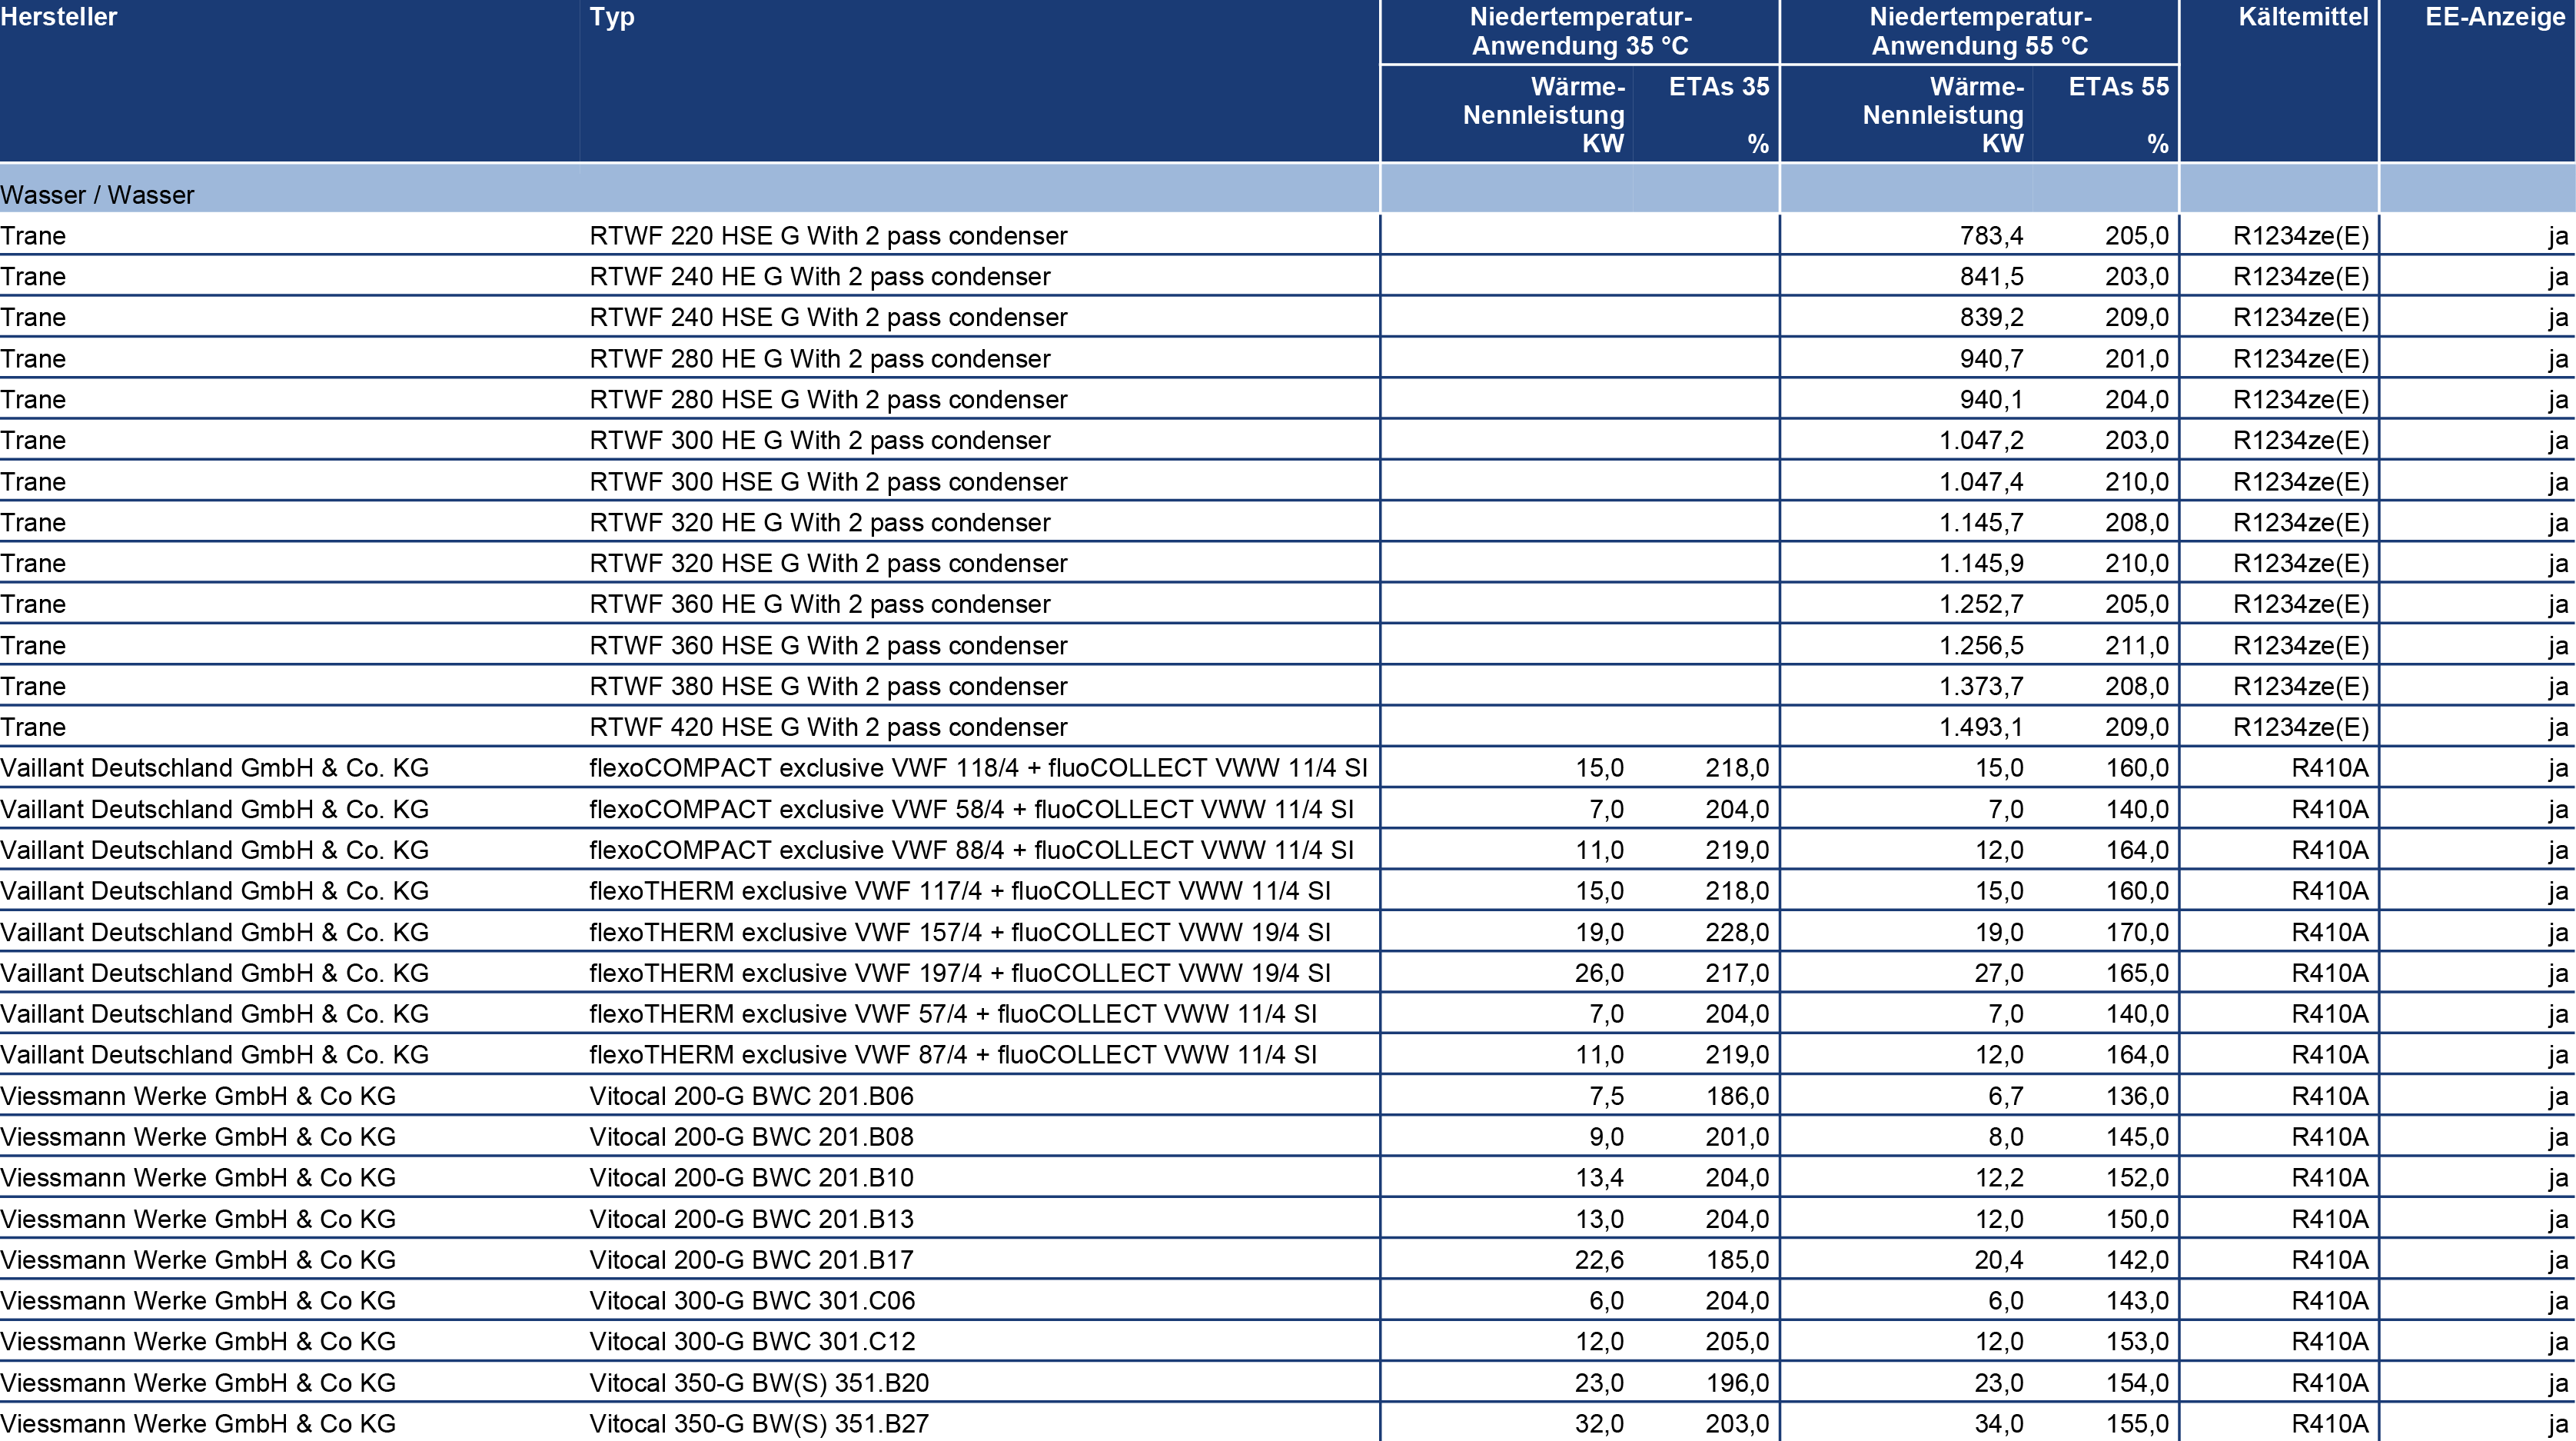 Hersteller Typ Niedertemperatur- Niedertemperatur- Kältemittel EE-Anzeige
Anwendung 35 °C Anwendung 55 °C
Wärme- ETAs 35 Wärme- ETAs 55
Nennleistung Nennleistung
KW % KW %
Wasser / Wasser
Trane RTWF 220 HSE G With 2 pass condenser 783,4 205,0 R1234ze(E) ja
Trane RTWF 240 HE G With 2 pass condenser 841,5 203,0 R1234ze(E) ja
Trane RTWF 240 HSE G With 2 pass condenser 839,2 209,0 R1234ze(E) ja
Trane RTWF 280 HE G With 2 pass condenser 940,7 201,0 R1234ze(E) ja
Trane RTWF 280 HSE G With 2 pass condenser 940,1 204,0 R1234ze(E) ja
Trane RTWF 300 HE G With 2 pass condenser 1.047,2 203,0 R1234ze(E) ja
Trane RTWF 300 HSE G With 2 pass condenser 1.047,4 210,0 R1234ze(E) ja
Trane RTWF 320 HE G With 2 pass condenser 1.145,7 208,0 R1234ze(E) ja
Trane RTWF 320 HSE G With 2 pass condenser 1.145,9 210,0 R1234ze(E) ja
Trane RTWF 360 HE G With 2 pass condenser 1.252,7 205,0 R1234ze(E) ja
Trane RTWF 360 HSE G With 2 pass condenser 1.256,5 211,0 R1234ze(E) ja
Trane RTWF 380 HSE G With 2 pass condenser 1.373,7 208,0 R1234ze(E) ja
Trane RTWF 420 HSE G With 2 pass condenser 1.493,1 209,0 R1234ze(E) ja
Vaillant Deutschland GmbH & Co. KG flexoCOMPACT exclusive VWF 118/4 + fluoCOLLECT VWW 11/4 SI 15,0 218,0 15,0 160,0 R410A ja
Vaillant Deutschland GmbH & Co. KG flexoCOMPACT exclusive VWF 58/4 + fluoCOLLECT VWW 11/4 SI 7,0 204,0 7,0 140,0 R410A ja
Vaillant Deutschland GmbH & Co. KG flexoCOMPACT exclusive VWF 88/4 + fluoCOLLECT VWW 11/4 SI 11,0 219,0 12,0 164,0 R410A ja
Vaillant Deutschland GmbH & Co. KG flexoTHERM exclusive VWF 117/4 + fluoCOLLECT VWW 11/4 SI 15,0 218,0 15,0 160,0 R410A ja
Vaillant Deutschland GmbH & Co. KG flexoTHERM exclusive VWF 157/4 + fluoCOLLECT VWW 19/4 SI 19,0 228,0 19,0 170,0 R410A ja
Vaillant Deutschland GmbH & Co. KG flexoTHERM exclusive VWF 197/4 + fluoCOLLECT VWW 19/4 SI 26,0 217,0 27,0 165,0 R410A ja
Vaillant Deutschland GmbH & Co. KG flexoTHERM exclusive VWF 57/4 + fluoCOLLECT VWW 11/4 SI 7,0 204,0 7,0 140,0 R410A ja
Vaillant Deutschland GmbH & Co. KG flexoTHERM exclusive VWF 87/4 + fluoCOLLECT VWW 11/4 SI 11,0 219,0 12,0 164,0 R410A ja
Viessmann Werke GmbH & Co KG Vitocal 200-G BWC 201.B06 7,5 186,0 6,7 136,0 R410A ja
Viessmann Werke GmbH & Co KG Vitocal 200-G BWC 201.B08 9,0 201,0 8,0 145,0 R410A ja
Viessmann Werke GmbH & Co KG Vitocal 200-G BWC 201.B10 13,4 204,0 12,2 152,0 R410A ja
Viessmann Werke GmbH & Co KG Vitocal 200-G BWC 201.B13 13,0 204,0 12,0 150,0 R410A ja
Viessmann Werke GmbH & Co KG Vitocal 200-G BWC 201.B17 22,6 185,0 20,4 142,0 R410A ja
Viessmann Werke GmbH & Co KG Vitocal 300-G BWC 301.C06 6,0 204,0 6,0 143,0 R410A ja
Viessmann Werke GmbH & Co KG Vitocal 300-G BWC 301.C12 12,0 205,0 12,0 153,0 R410A ja
Viessmann Werke GmbH & Co KG Vitocal 350-G BW(S) 351.B20 23,0 196,0 23,0 154,0 R410A ja
Viessmann Werke GmbH & Co KG Vitocal 350-G BW(S) 351.B27 32,0 203,0 34,0 155,0 R410A ja